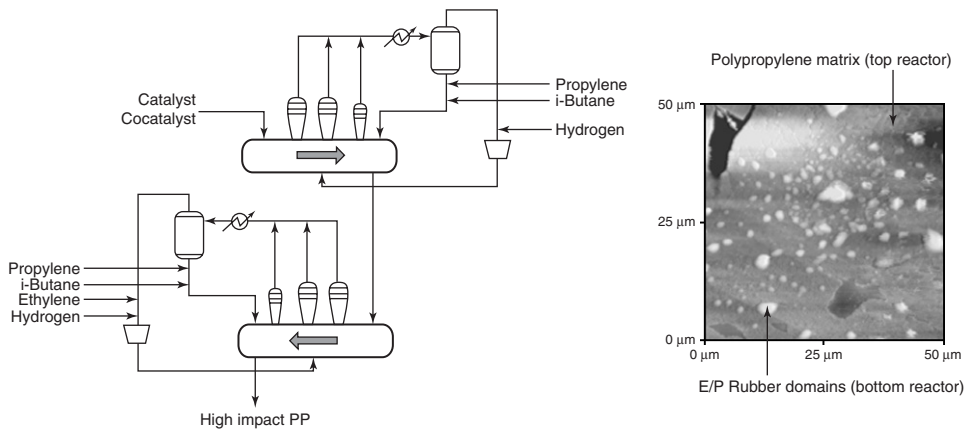 Catalyst
Cocatalyst
Propylene
i-Butane
Hydrogen
Propylene
i-Butane
Ethylene
Hydrogen
High impact PP
Polypropylene matrix (top reactor)
50 µm
25 µm
0 µm
0 µm
25 µm
50 µm
E/P Rubber domains (bottom reactor)